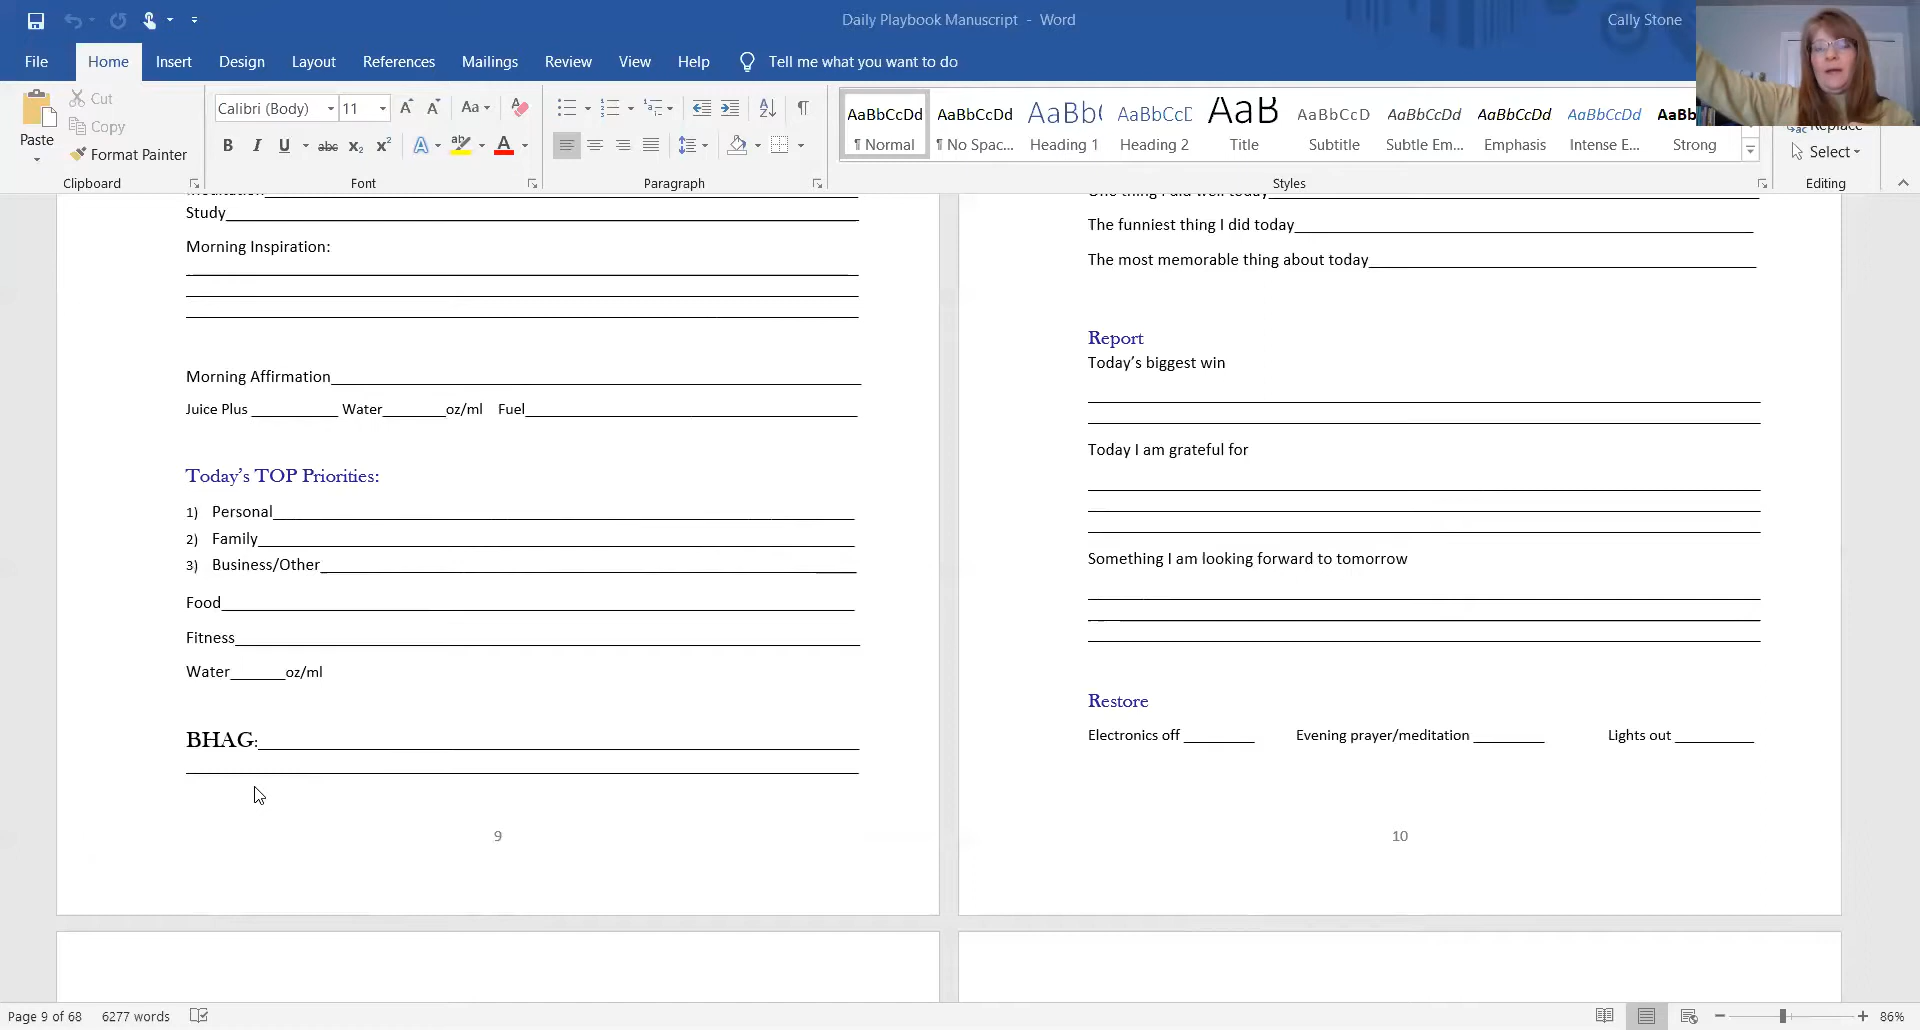 Daily Playbook Manuscript - Word
Cally Stone
File Home Insert Design Layout References Mailings Review View Help Tell me what you want to do
Paste
Cut
Copy
Format Painter
Clipboard
Calibri (Body) 11
Font
Paragraph
AaBbCcDd AaBbCcDd AaBb( AaBbCcD AaB AaBbCcD AaBbCcDd AaBbCcDd AaBbCcDd AaBb
¶ Normal ¶ No Spac... Heading 1 Heading 2 Title Subtitle Subtle Em... Emphasis Intense E... Strong
Styles
Replace
Select
Editing
Study
Morning Inspiration:
Morning Affirmation
Juice Plus Water oz/ml Fuel
Today's TOP Priorities:
1) Personal
2) Family
3) Business/Other
Food
Fitness
Water oz/ml
BHAG:
9
One thing I did well today
The funniest thing I did today
The most memorable thing about today
Report
Today's biggest win
Today I am grateful for
Something I am looking forward to tomorrow
Restore
Electronics off Evening prayer/meditation Lights out
10
Page 9 of 68 6277 words
86%